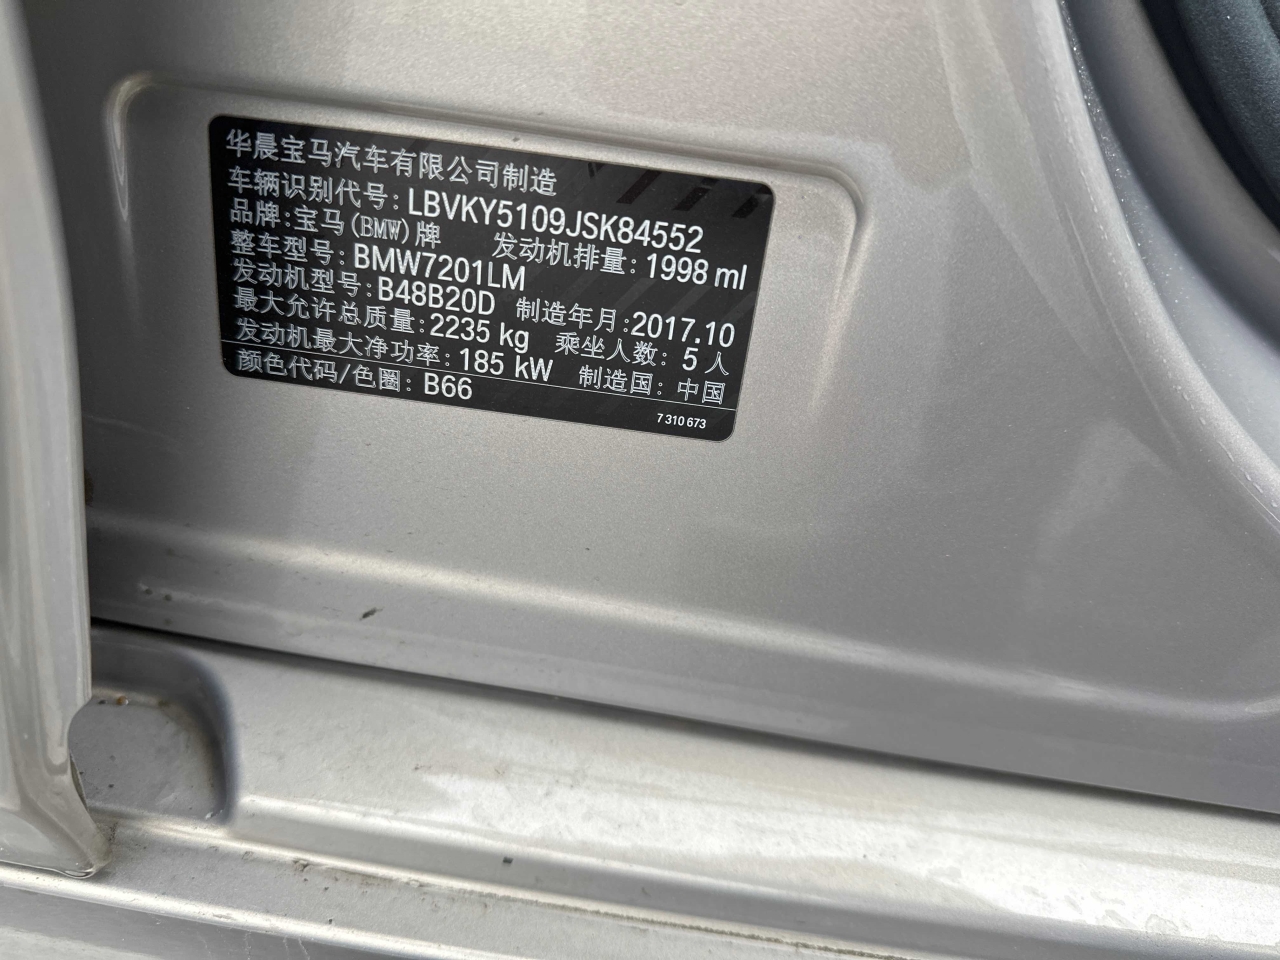 华晨宝马汽车有限公司制造
车辆识别代号: LBVKY5109JSK84552
品牌: 宝马(BMW)牌 发动机排量: 1998 ml
整车型号: BMW7201LM
发动机型号: B48B20D 制造年月: 2017.10
最大允许总质量: 2235 kg 乘坐人数: 5 人
发动机最大净功率: 185 kW 制造国: 中国
颜色代码/色圈: B66
7 310 673